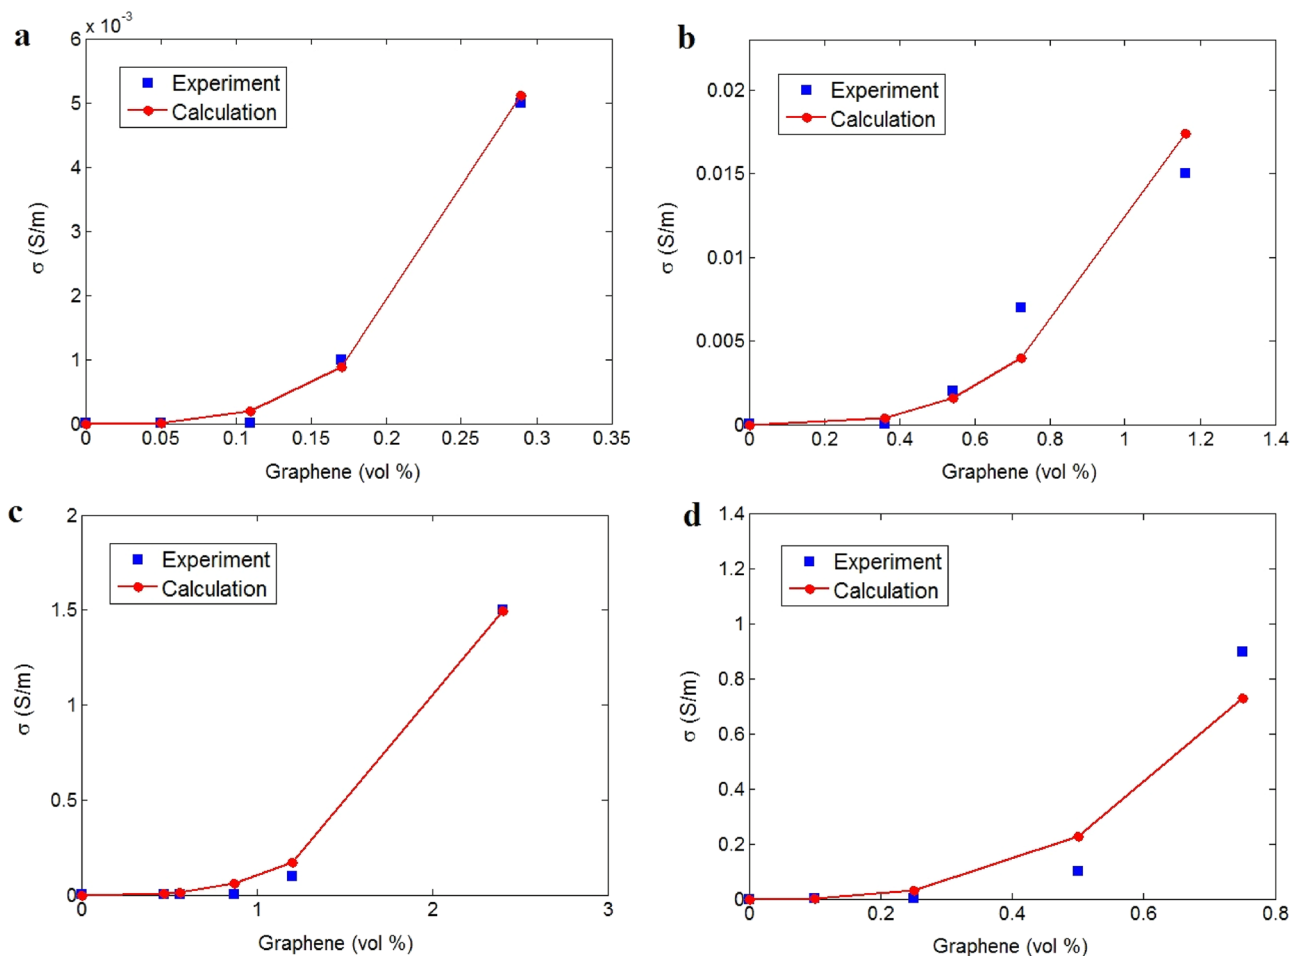 a
× 10⁻³
6
5
4
3
2
1
0
Experiment
Calculation
σ (S/m)
0 0.05 0.1 0.15 0.2 0.25 0.3 0.35
Graphene (vol %)
b
0.02
0.015
0.01
0.005
0
Experiment
Calculation
σ (S/m)
0 0.2 0.4 0.6 0.8 1 1.2 1.4
Graphene (vol %)
c
2
1.5
1
0.5
0
Experiment
Calculation
σ (S/m)
0 1 2 3
Graphene (vol %)
d
1.4
1.2
1
0.8
0.6
0.4
0.2
0
Experiment
Calculation
σ (S/m)
0 0.2 0.4 0.6 0.8
Graphene (vol %)